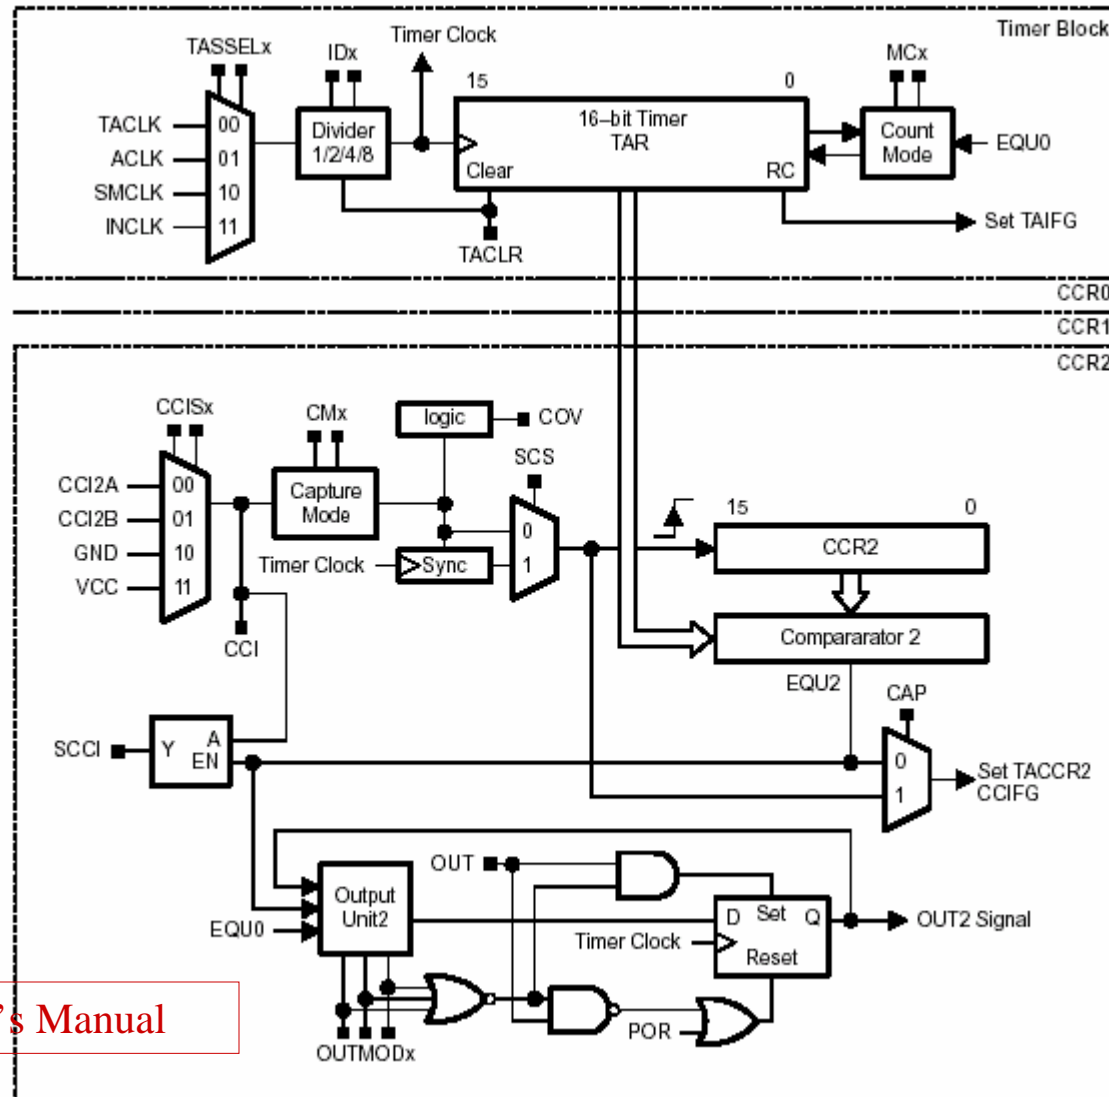 Timer Block
Timer Clock
TASSELx
IDx
15
0
MCx
TACLK
ACLK
SMCLK
INCLK
00
01
10
11
Divider
1/2/4/8
16–bit Timer
TAR
Clear
RC
Count
Mode
EQU0
Set TAIFG
TACLR
CCR0
CCR1
CCR2
CCISx
CMx
logic
COV
SCS
CCI2A
CCI2B
GND
VCC
00
01
10
11
Capture
Mode
Timer Clock
Sync
0
1
15
0
CCR2
CCI
Compararator 2
EQU2
CAP
SCCI
Y
A
EN
0
1
Set TACCR2
CCIFG
OUT
Output
Unit2
EQU0
D
Set
Q
Timer Clock
Reset
OUT2 Signal
POR
OUTMODx
's Manual